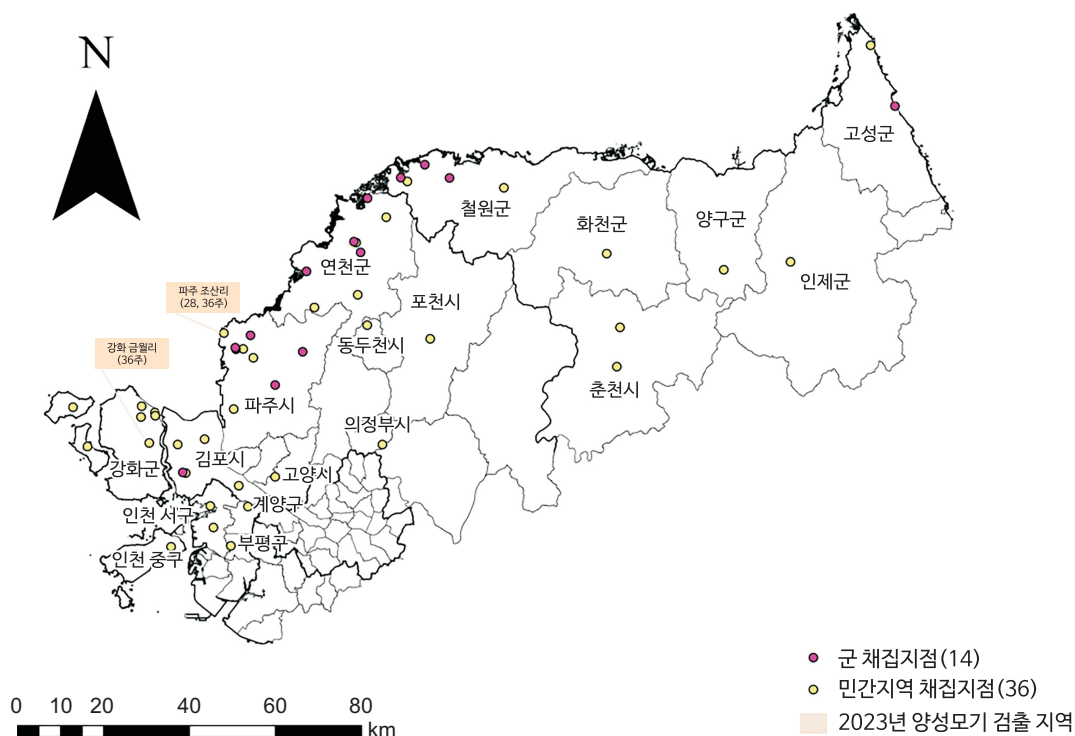 N
고성군
철원군
화천군
양구군
인제군
연천군
포천시
파주 조산리
(28, 36주)
동두천시
강화 금월리
(36주)
춘천시
파주시
의정부시
강화군
김포시
고양시
인천 서구
계양구
인천 중구
부평구
군 채집지점(14)
민간지역 채집지점(36)
2023년 양성모기 검출 지역
0 10 20 40 60 80
km